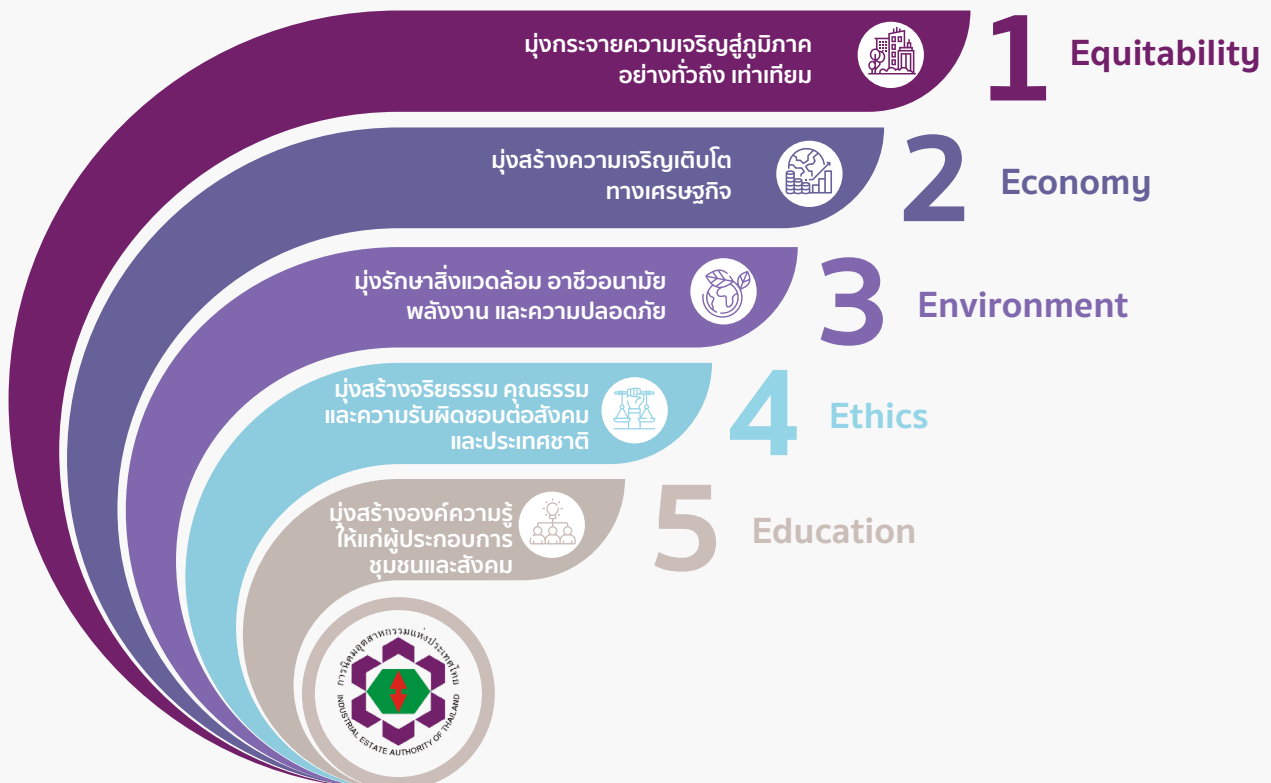 มุ่งกระจายความเจริญสู่ภูมิภาค
อย่างทั่วถึง เท่าเทียม
1 Equitability
มุ่งสร้างความเจริญเติบโต
ทางเศรษฐกิจ
2 Economy
มุ่งรักษาสิ่งแวดล้อม อาชีวอนามัย
พลังงาน และความปลอดภัย
3 Environment
มุ่งสร้างจริยธรรม คุณธรรม
และความรับผิดชอบต่อสังคม
และประเทศชาติ
4 Ethics
มุ่งสร้างองค์ความรู้
ให้แก่ผู้ประกอบการ
ชุมชนและสังคม
5 Education
การนิคมอุตสาหกรรมแห่งประเทศไทย
INDUSTRIAL ESTATE AUTHORITY OF THAILAND